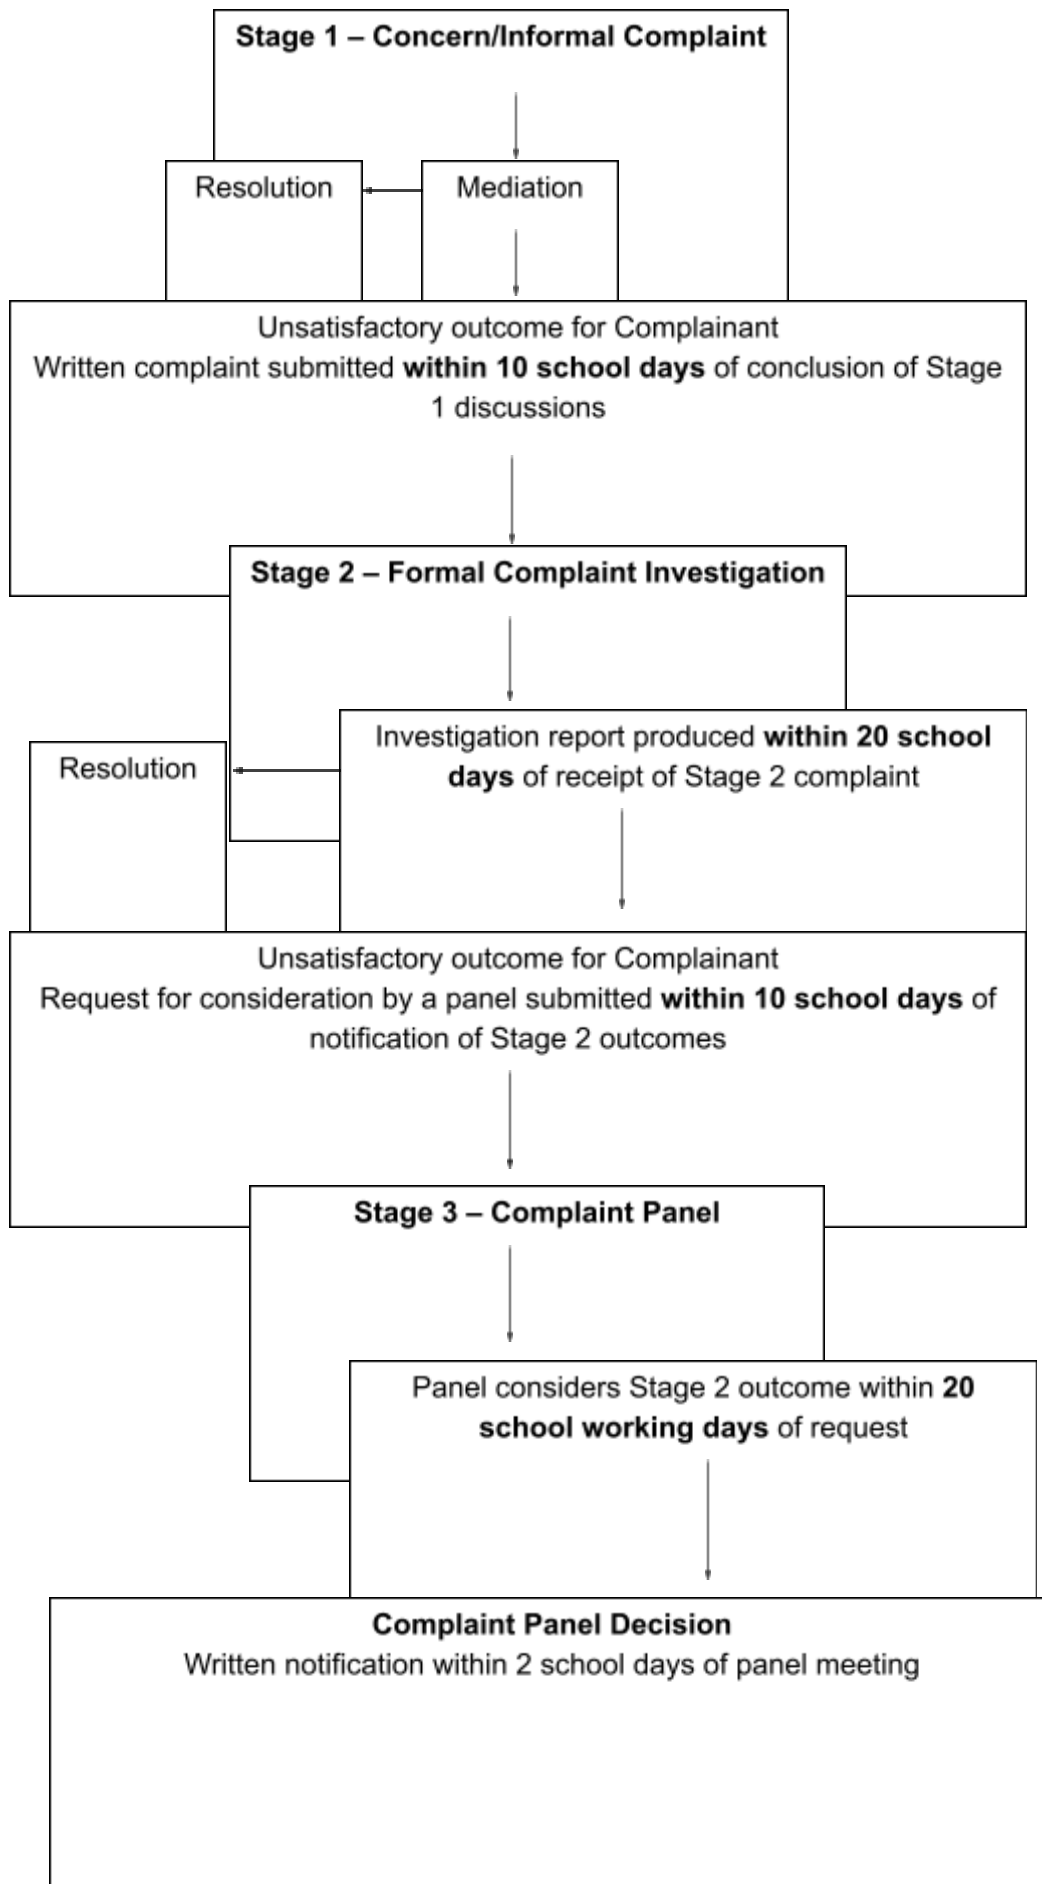 Stage 1 – Concern/Informal Complaint
Resolution
Mediation
Unsatisfactory outcome for Complainant
Written complaint submitted within 10 school days of conclusion of Stage
1 discussions
Stage 2 – Formal Complaint Investigation
Investigation report produced within 20 school
days of receipt of Stage 2 complaint
Resolution
Unsatisfactory outcome for Complainant
Request for consideration by a panel submitted within 10 school days of
notification of Stage 2 outcomes
Stage 3 – Complaint Panel
Panel considers Stage 2 outcome within 20
school working days of request
Complaint Panel Decision
Written notification within 2 school days of panel meeting